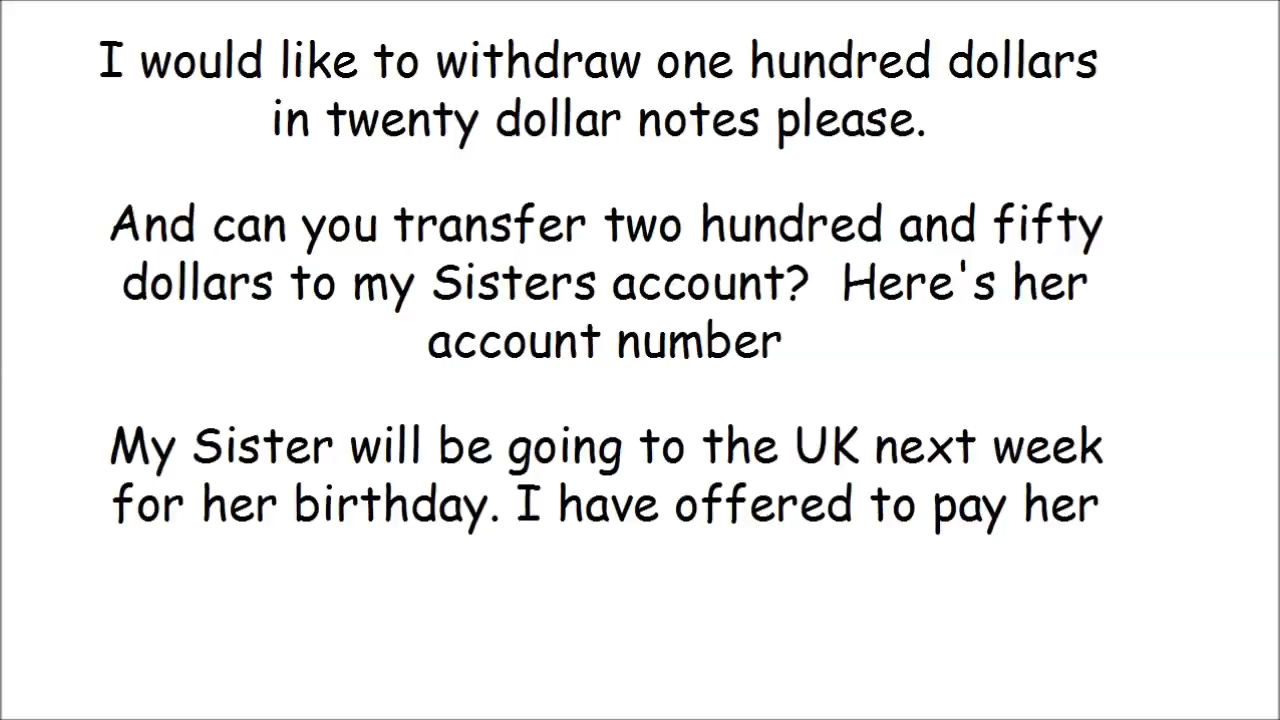 I would like to withdraw one hundred dollars
in twenty dollar notes please.
And can you transfer two hundred and fifty
dollars to my Sisters account?  Here's her
account number
My Sister will be going to the UK next week
for her birthday. I have offered to pay her